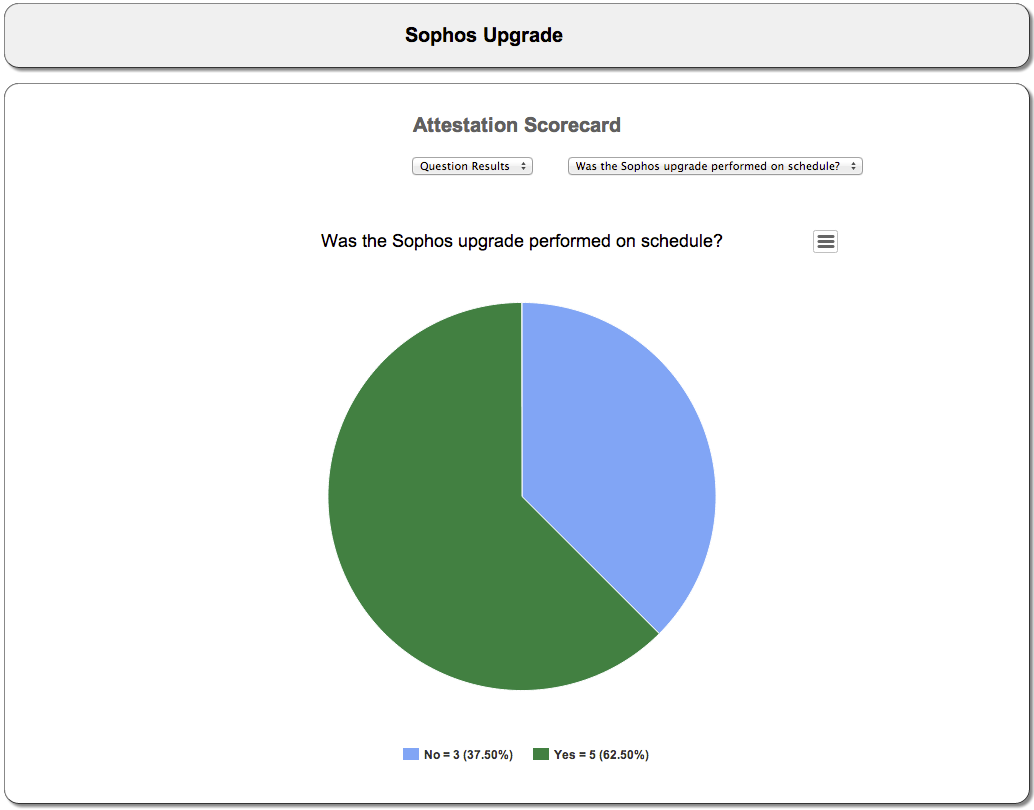 Sophos Upgrade
Attestation Scorecard
Question Results
Was the Sophos upgrade performed on schedule?
Was the Sophos upgrade performed on schedule?
No = 3 (37.50%)
Yes = 5 (62.50%)